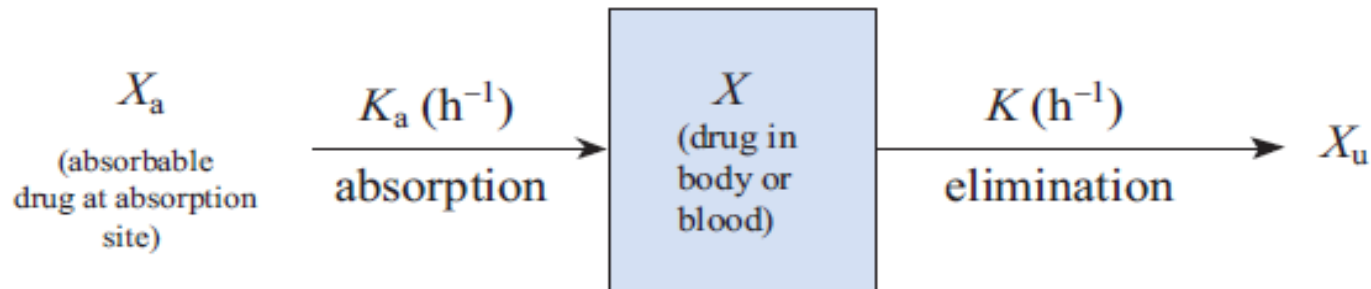 Xₐ
(absorbable
drug at absorption
site)
Kₐ (h⁻¹)
absorption
X
(drug in
body or
blood)
K (h⁻¹)
elimination
Xᵤ